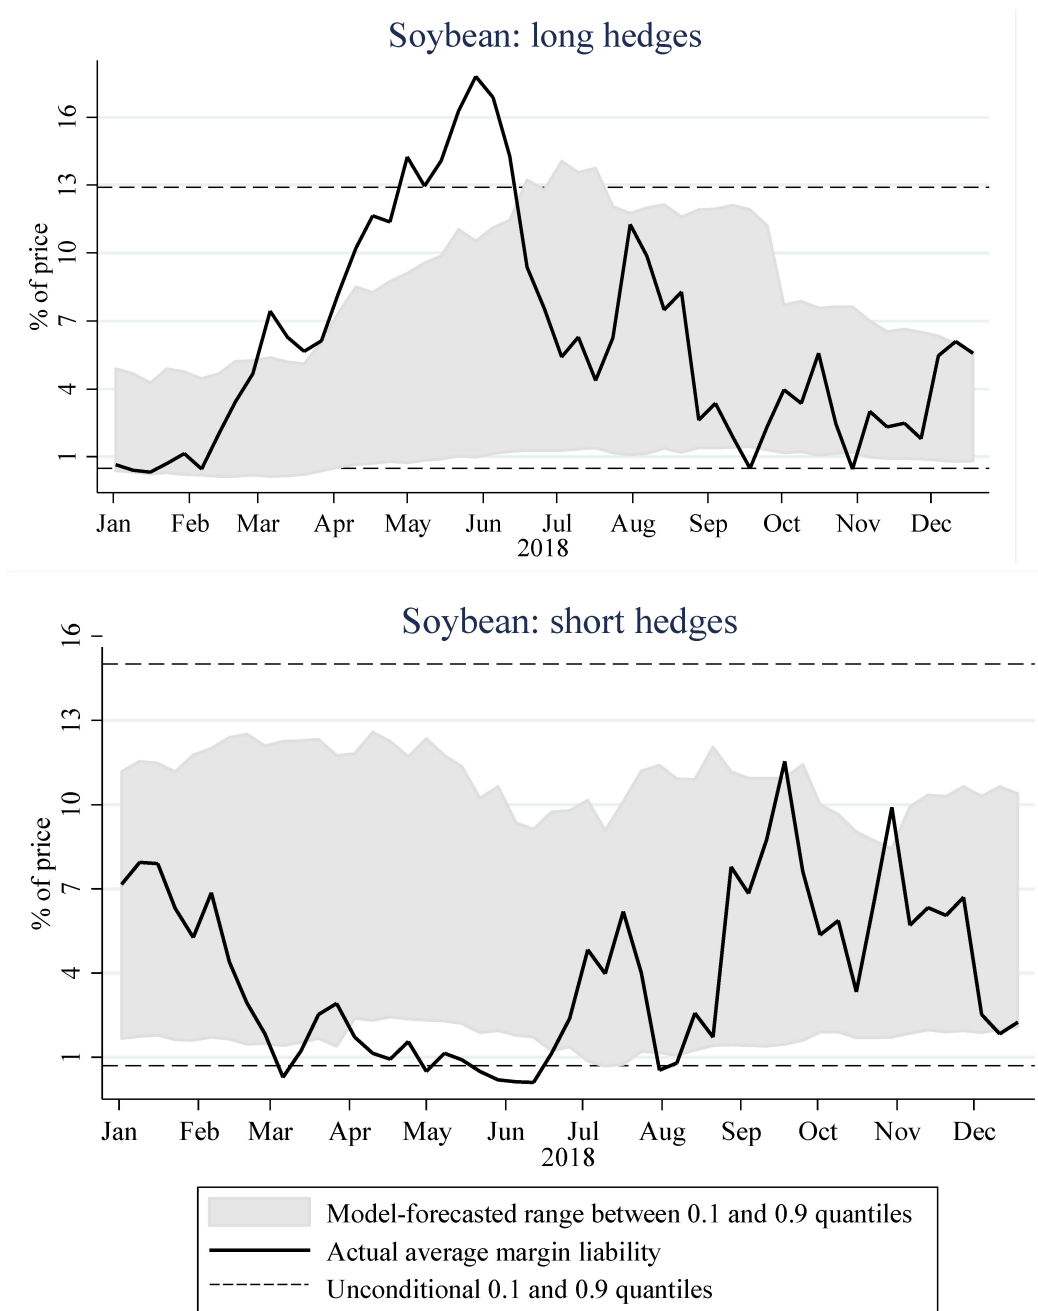 Soybean: long hedges
% of price
16
13
10
7
4
1
Jan Feb Mar April May Jun Jul Aug Sep Oct Nov Dec
2018
Soybean: short hedges
% of price
16
13
10
7
4
1
Jan Feb Mar Apr May Jun Jul Aug Sep Oct Nov Dec
2018
Model-forecasted range between 0.1 and 0.9 quantiles
Actual average margin liability
Unconditional 0.1 and 0.9 quantiles